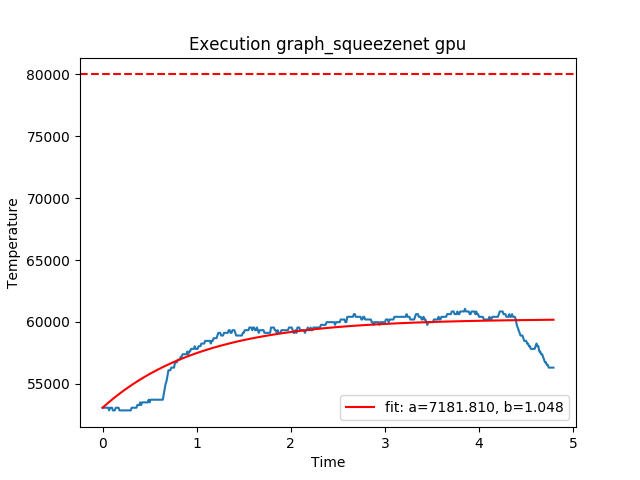 Execution graph_squeezenet gpu
80000
75000
70000
65000
60000
55000
Temperature
fit: a=7181.810, b=1.048
0 1 2 3 4 5
Time